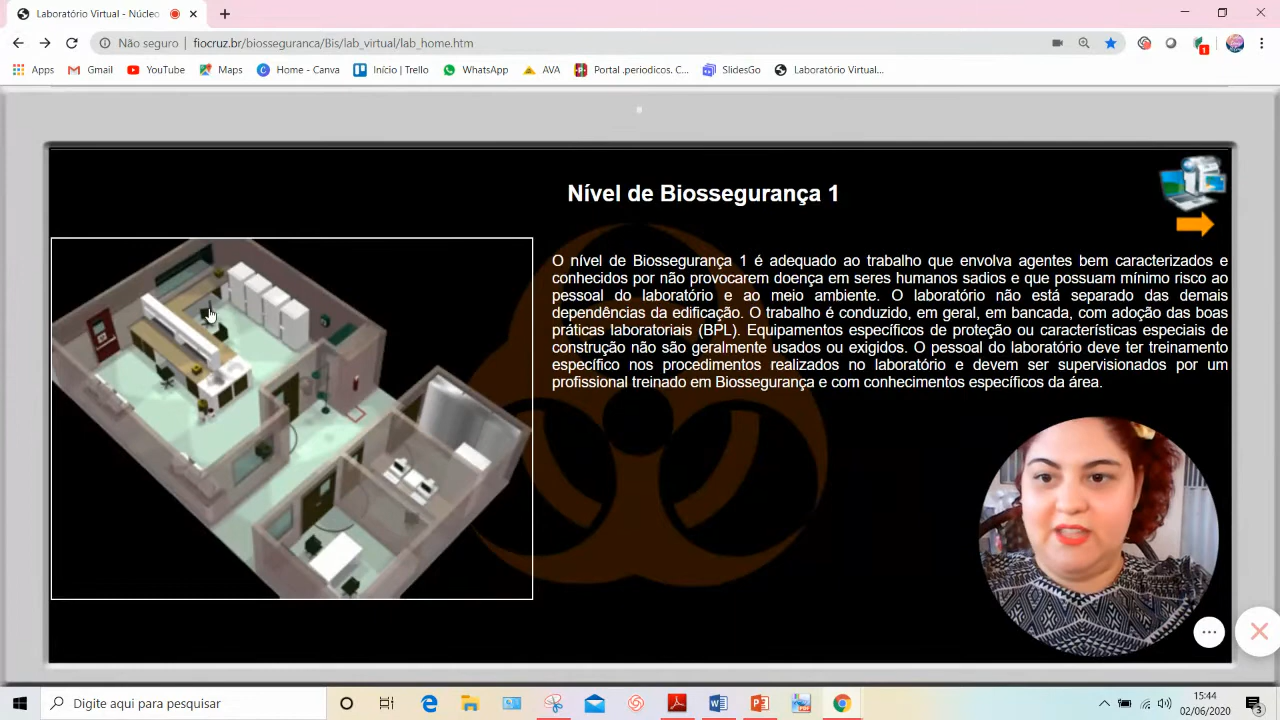 Laboratório Virtual - Núcleo
Não seguro | fiocruz.br/biosseguranca/Bis/lab_virtual/lab_home.htm
1
Apps Gmail YouTube Maps Home - Canva Início | Trello WhatsApp AVA Portal .periodicos. C... SlidesGo Laboratório Virtual...
Nível de Biossegurança 1
O nível de Biossegurança 1 é adequado ao trabalho que envolva agentes bem caracterizados e
conhecidos por não provocarem doença em seres humanos sadios e que possuam mínimo risco ao
pessoal do laboratório e ao meio ambiente. O laboratório não está separado das demais
dependências da edificação. O trabalho é conduzido, em geral, em bancada, com adoção das boas
práticas laboratoriais (BPL). Equipamentos específicos de proteção ou características especiais de
construção não são geralmente usados ou exigidos. O pessoal do laboratório deve ter treinamento
específico nos procedimentos realizados no laboratório e devem ser supervisionados por um
profissional treinado em Biossegurança e com conhecimentos específicos da área.
Digite aqui para pesquisar
15:44
02/06/2020
3